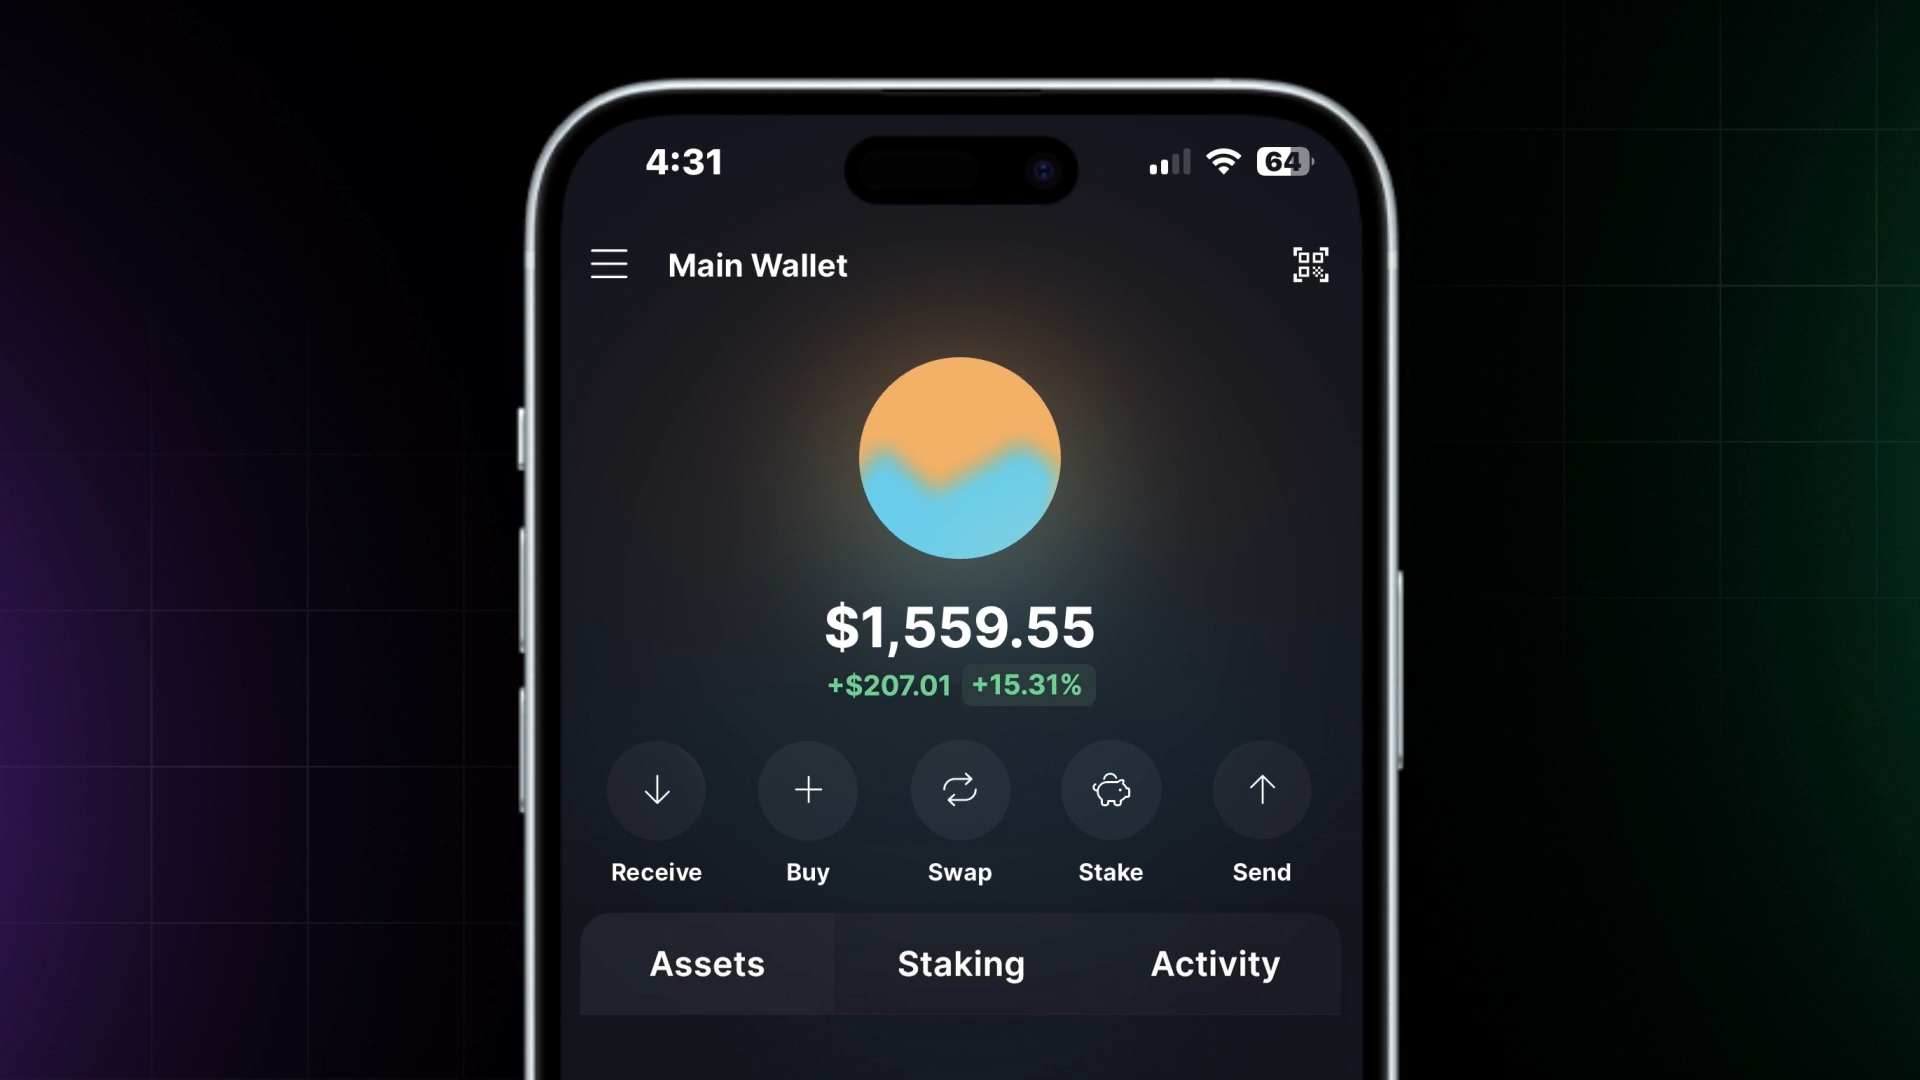 4:31
64
Main Wallet
$1,559.55
+$207.01 +15.31%
Receive Buy Swap Stake Send
Assets Staking Activity